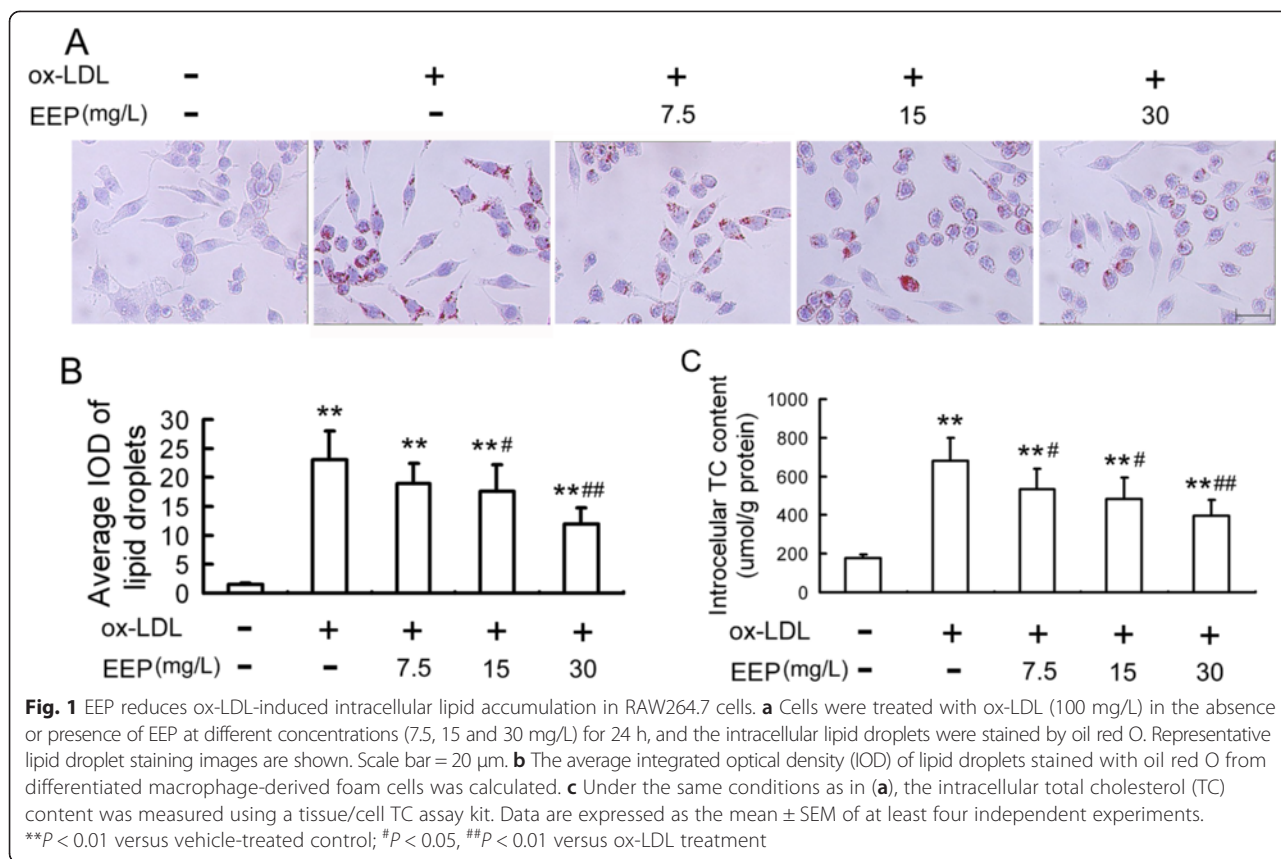 A
ox-LDL - + + + +
EEP(mg/L) - - 7.5 15 30
B
Average IOD of
lipid droplets
30
25
20
15
10
5
0
** ** **# **##
ox-LDL - + + + +
EEP(mg/L) - - 7.5 15 30
C
Introcelular TC content
(umol/g protein)
1000
800
600
400
200
0
** **# **# **##
ox-LDL - + + + +
EEP(mg/L) - - 7.5 15 30
Fig. 1 EEP reduces ox-LDL-induced intracellular lipid accumulation in RAW264.7 cells. a Cells were treated with ox-LDL (100 mg/L) in the absence
or presence of EEP at different concentrations (7.5, 15 and 30 mg/L) for 24 h, and the intracellular lipid droplets were stained by oil red O. Representative
lipid droplet staining images are shown. Scale bar = 20 μm. b The average integrated optical density (IOD) of lipid droplets stained with oil red O from
differentiated macrophage-derived foam cells was calculated. c Under the same conditions as in (a), the intracellular total cholesterol (TC)
content was measured using a tissue/cell TC assay kit. Data are expressed as the mean ± SEM of at least four independent experiments.
**P < 0.01 versus vehicle-treated control; #P < 0.05, ##P < 0.01 versus ox-LDL treatment